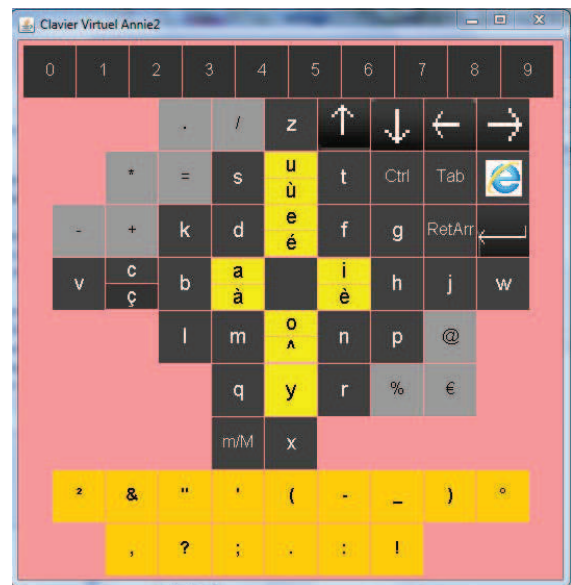 Clavier Virtuel Annie2
0 1 2 3 4 5 6 7 8 9
. / z ↑ ↓ ← →
* = s u ù t Ctrl Tab
- + k d e é f g RetArr
v c ç b a à i è h j w
l m o ^ n p @
q y r % €
m/M x
² & " ' ( - _ ) °
, ? ; . : !